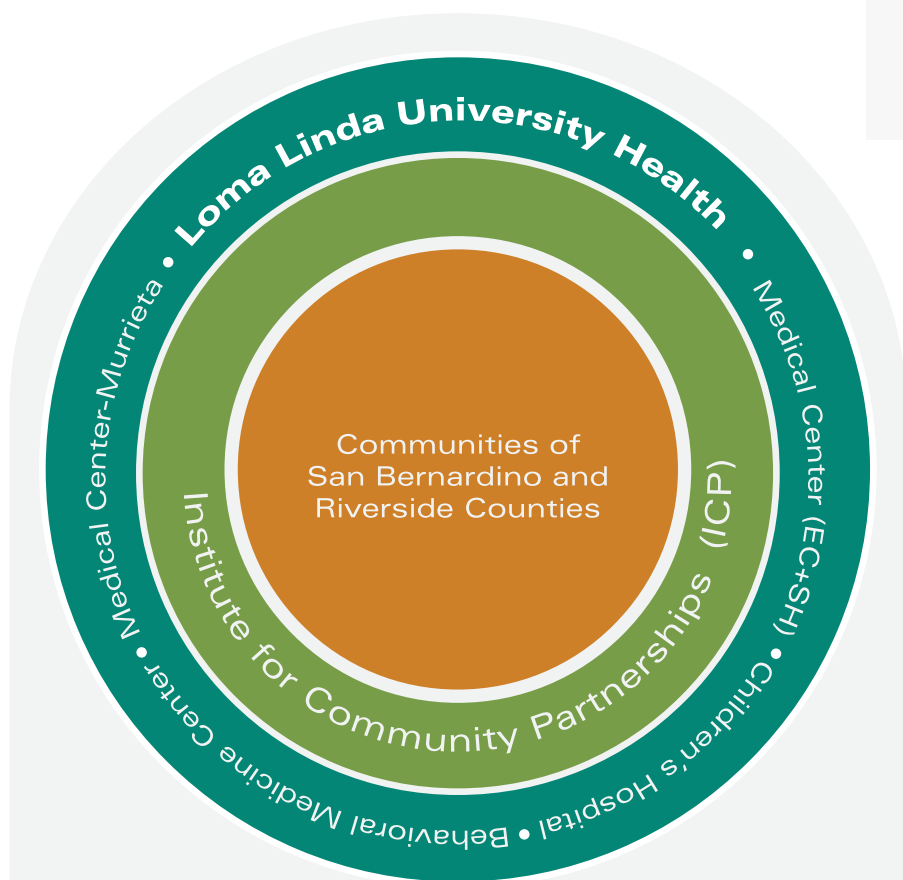 Loma Linda University Health
• Medical Center (EC+SH) • Children's Hospital • Behavioral Medicine Center • Medical Center-Murrieta •
Communities of
San Bernardino and
Riverside Counties
Institute for Community Partnerships (ICP)